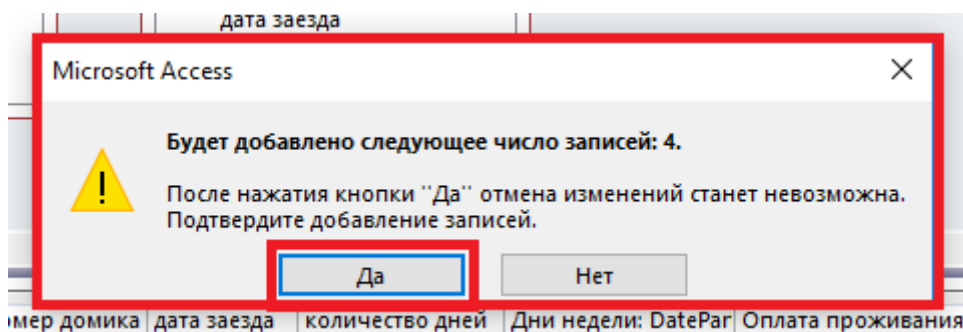 дата заезда
Microsoft Access
Будет добавлено следующее число записей: 4.
После нажатия кнопки "Да" отмена изменений станет невозможна.
Подтвердите добавление записей.
Да Нет
омер домика дата заезда количество дней Дни недели: DatePar Оплата проживания